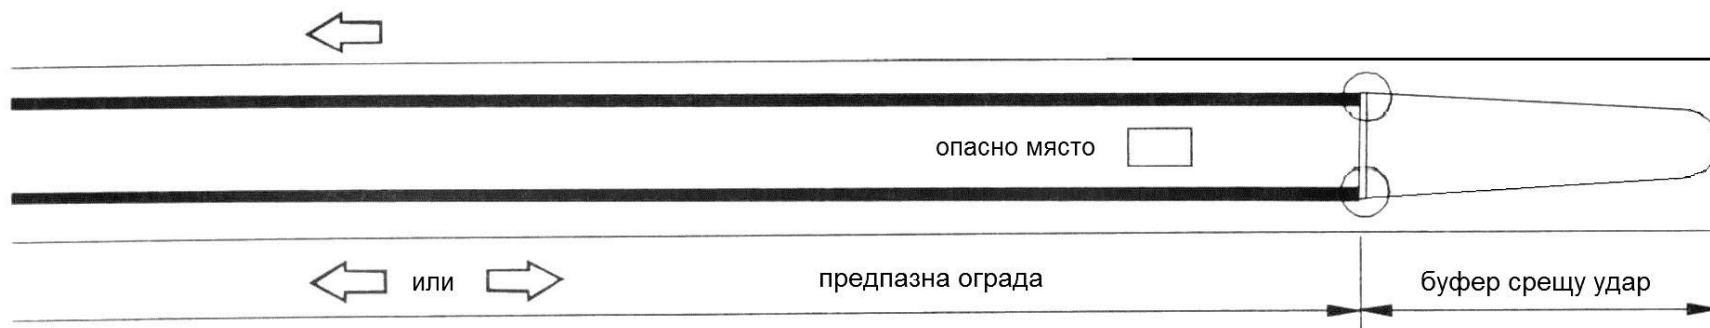 опасно място
или
предпазна ограда
буфер срещу удар